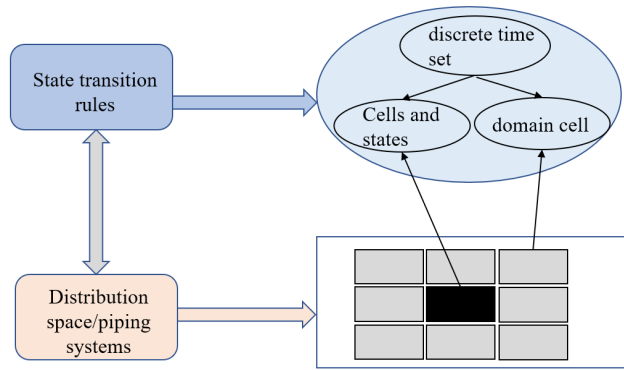 State transition
rules
discrete time
set
Cells and
states
domain cell
Distribution
space/piping
systems